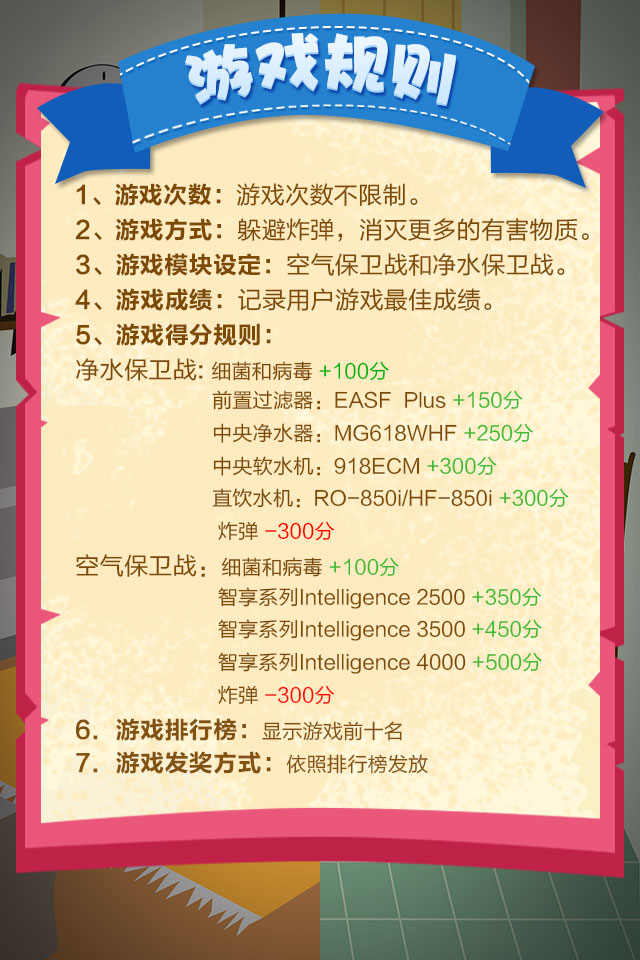 游戏规则
1、游戏次数：游戏次数不限制。
2、游戏方式：躲避炸弹，消灭更多的有害物质。
3、游戏模块设定：空气保卫战和净水保卫战。
4、游戏成绩：记录用户游戏最佳成绩。
5、游戏得分规则：
净水保卫战: 细菌和病毒 +100分
前置过滤器：EASF Plus +150分
中央净水器：MG618WHF +250分
中央软水机：918ECM +300分
直饮水机：RO-850i/HF-850i +300分
炸弹 -300分
空气保卫战：细菌和病毒 +100分
智享系列Intelligence 2500 +350分
智享系列Intelligence 3500 +450分
智享系列Intelligence 4000 +500分
炸弹 -300分
6．游戏排行榜：显示游戏前十名
7．游戏发奖方式：依照排行榜发放